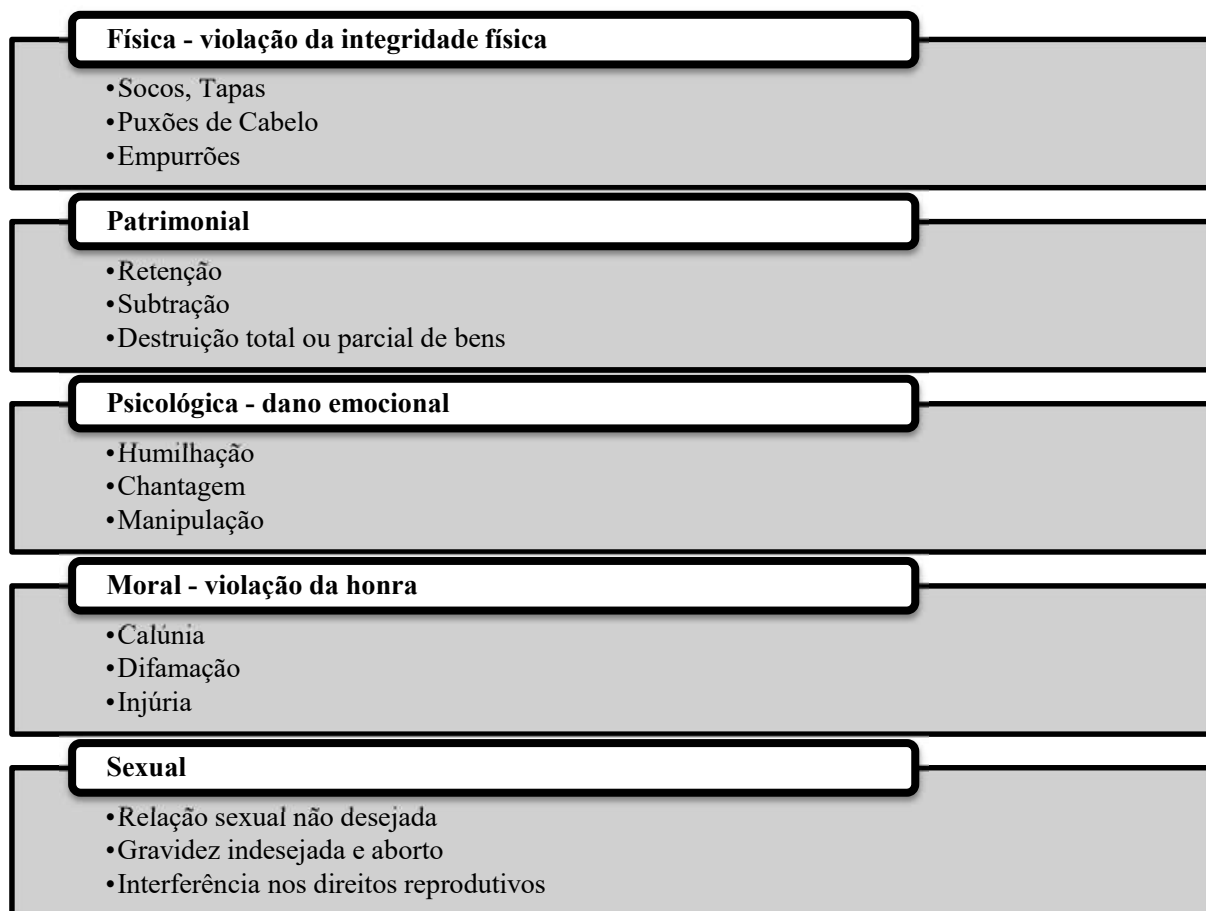 Física - violação da integridade física
•Socos, Tapas
•Puxões de Cabelo
•Empurrões
Patrimonial
•Retenção
•Subtração
•Destruição total ou parcial de bens
Psicológica - dano emocional
•Humilhação
•Chantagem
•Manipulação
Moral - violação da honra
•Calúnia
•Difamação
•Injúria
Sexual
•Relação sexual não desejada
•Gravidez indesejada e aborto
•Interferência nos direitos reprodutivos